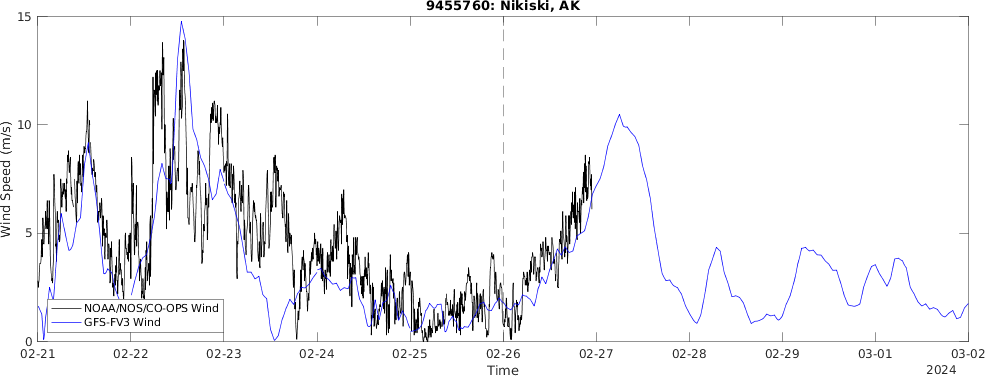 9455760: Nikiski, AK
15
10
5
0
Wind Speed (m/s)
NOAA/NOS/CO-OPS Wind
GFS-FV3 Wind
02-21 02-22 02-23 02-24 02-25 02-26 02-27 02-28 02-29 03-01 03-02
Time
2024